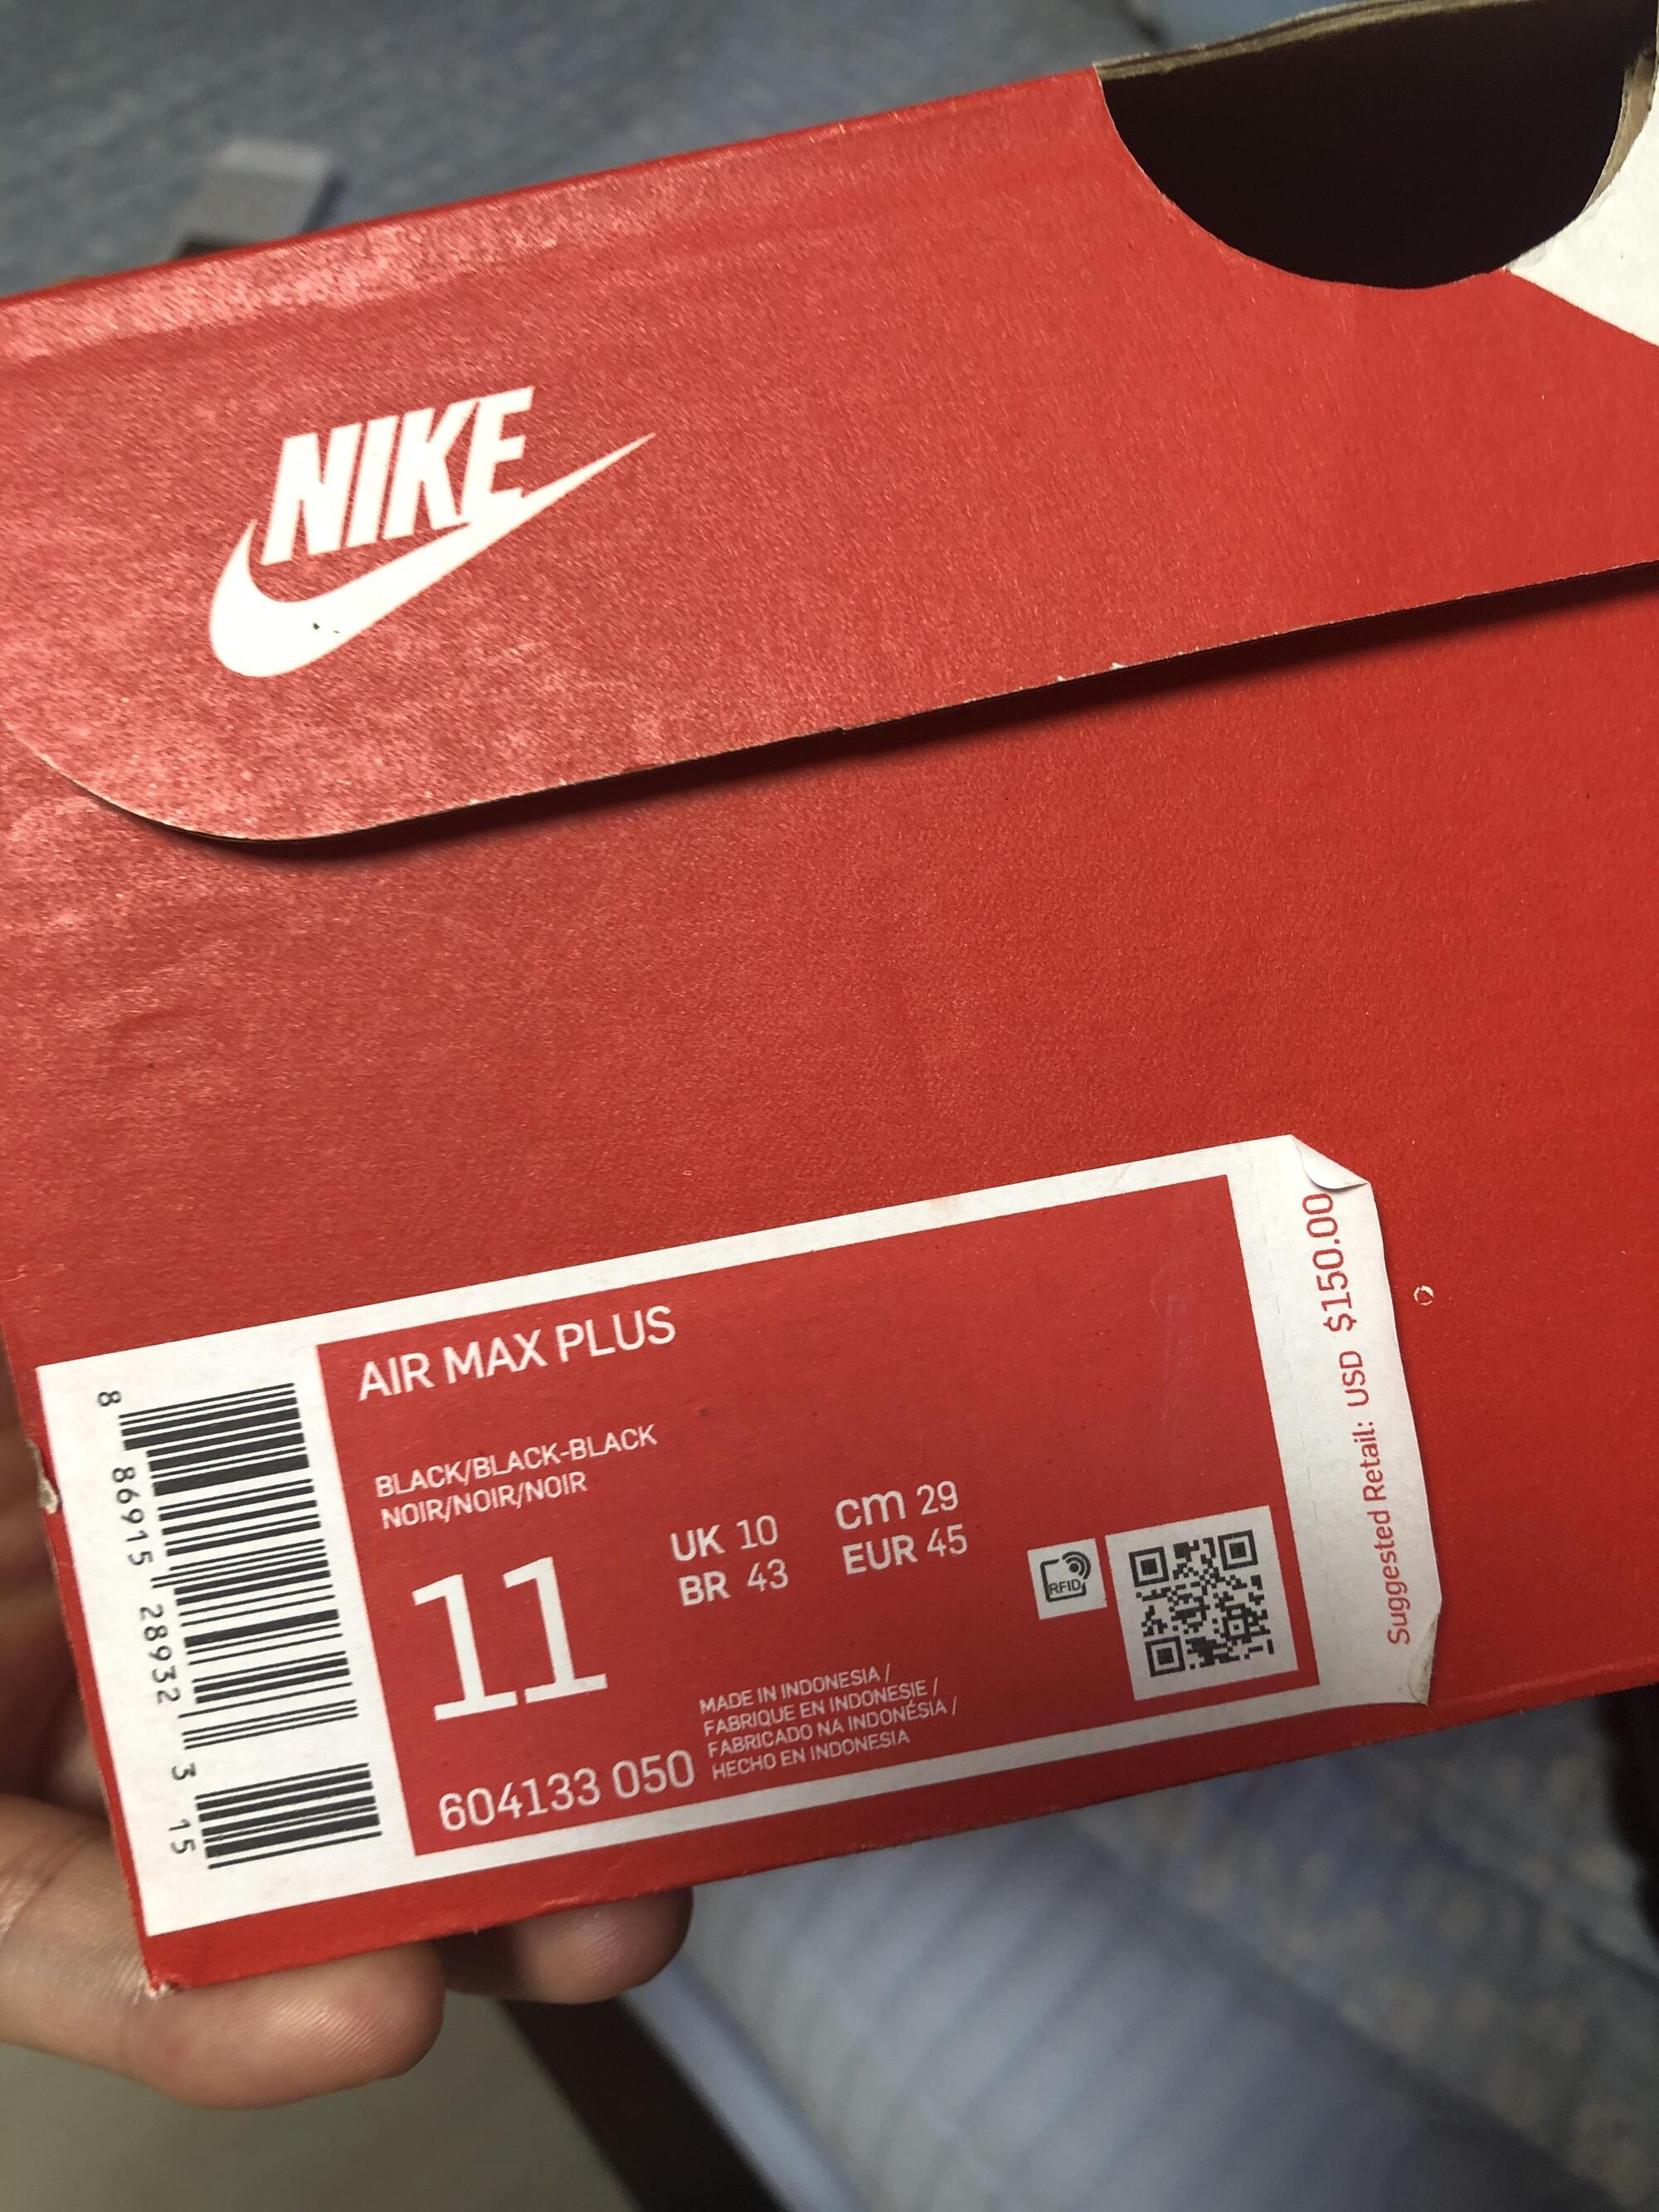 NIKE
AIR MAX PLUS
BLACK/BLACK-BLACK
NOIR/NOIR/NOIR
11
UK 10
BR 43
cm 29
EUR 45
RFID
MADE IN INDONESIA /
FABRIQUE EN INDONESIE /
FABRICADO NA INDONÉSIA /
HECHO EN INDONESIA
604133 050
8 86915 28932 3 15
Suggested Retail: USD $150.00